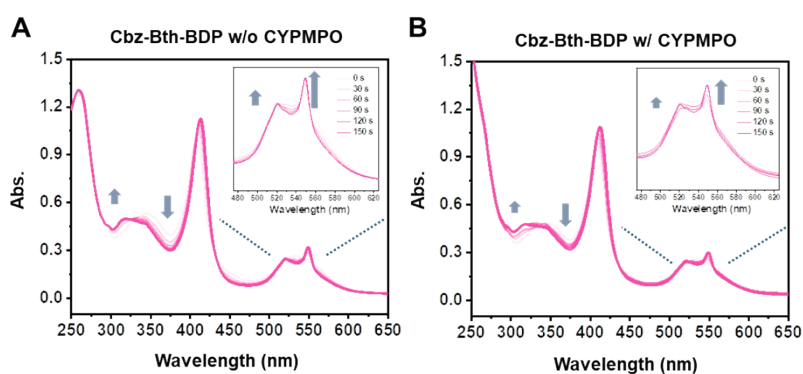 A
Cbz-Bth-BDP w/o CYPMPO
Abs.
1.5
1.2
0.9
0.6
0.3
0.0
250 300 350 400 450 500 550 600 650
Wavelength (nm)
0 s
30 s
60 s
90 s
120 s
150 s
480 500 520 540 560 580 600 620
Wavelength (nm)
B
Cbz-Bth-BDP w/ CYPMPO
Abs.
1.5
1.2
0.9
0.6
0.3
0.0
250 300 350 400 450 500 550 600 650
Wavelength (nm)
0 s
30 s
60 s
90 s
120 s
150 s
480 500 520 540 560 580 600 620
Wavelength (nm)